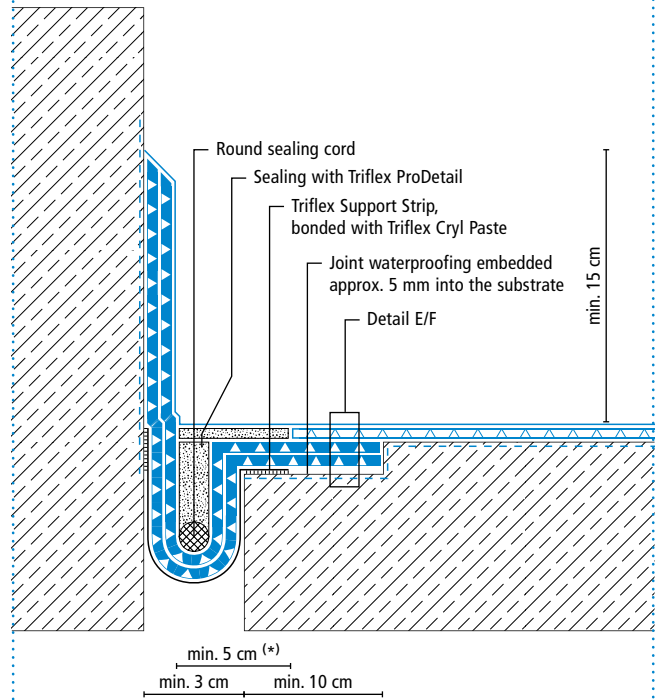 Round sealing cord
Sealing with Triflex ProDetail
Triflex Support Strip,
bonded with Triflex Cryl Paste
Joint waterproofing embedded
approx. 5 mm into the substrate
Detail E/F
min. 15 cm
min. 5 cm (*)
min. 3 cm
min. 10 cm